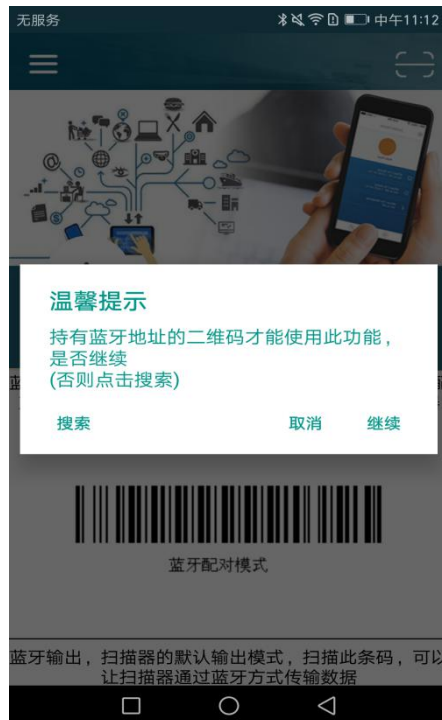 无服务
中午11:12
温馨提示
持有蓝牙地址的二维码才能使用此功能，
是否继续
(否则点击搜索)
搜索
取消
继续
蓝牙配对模式
蓝牙输出，扫描器的默认输出模式，扫描此条码，可以
让扫描器通过蓝牙方式传输数据